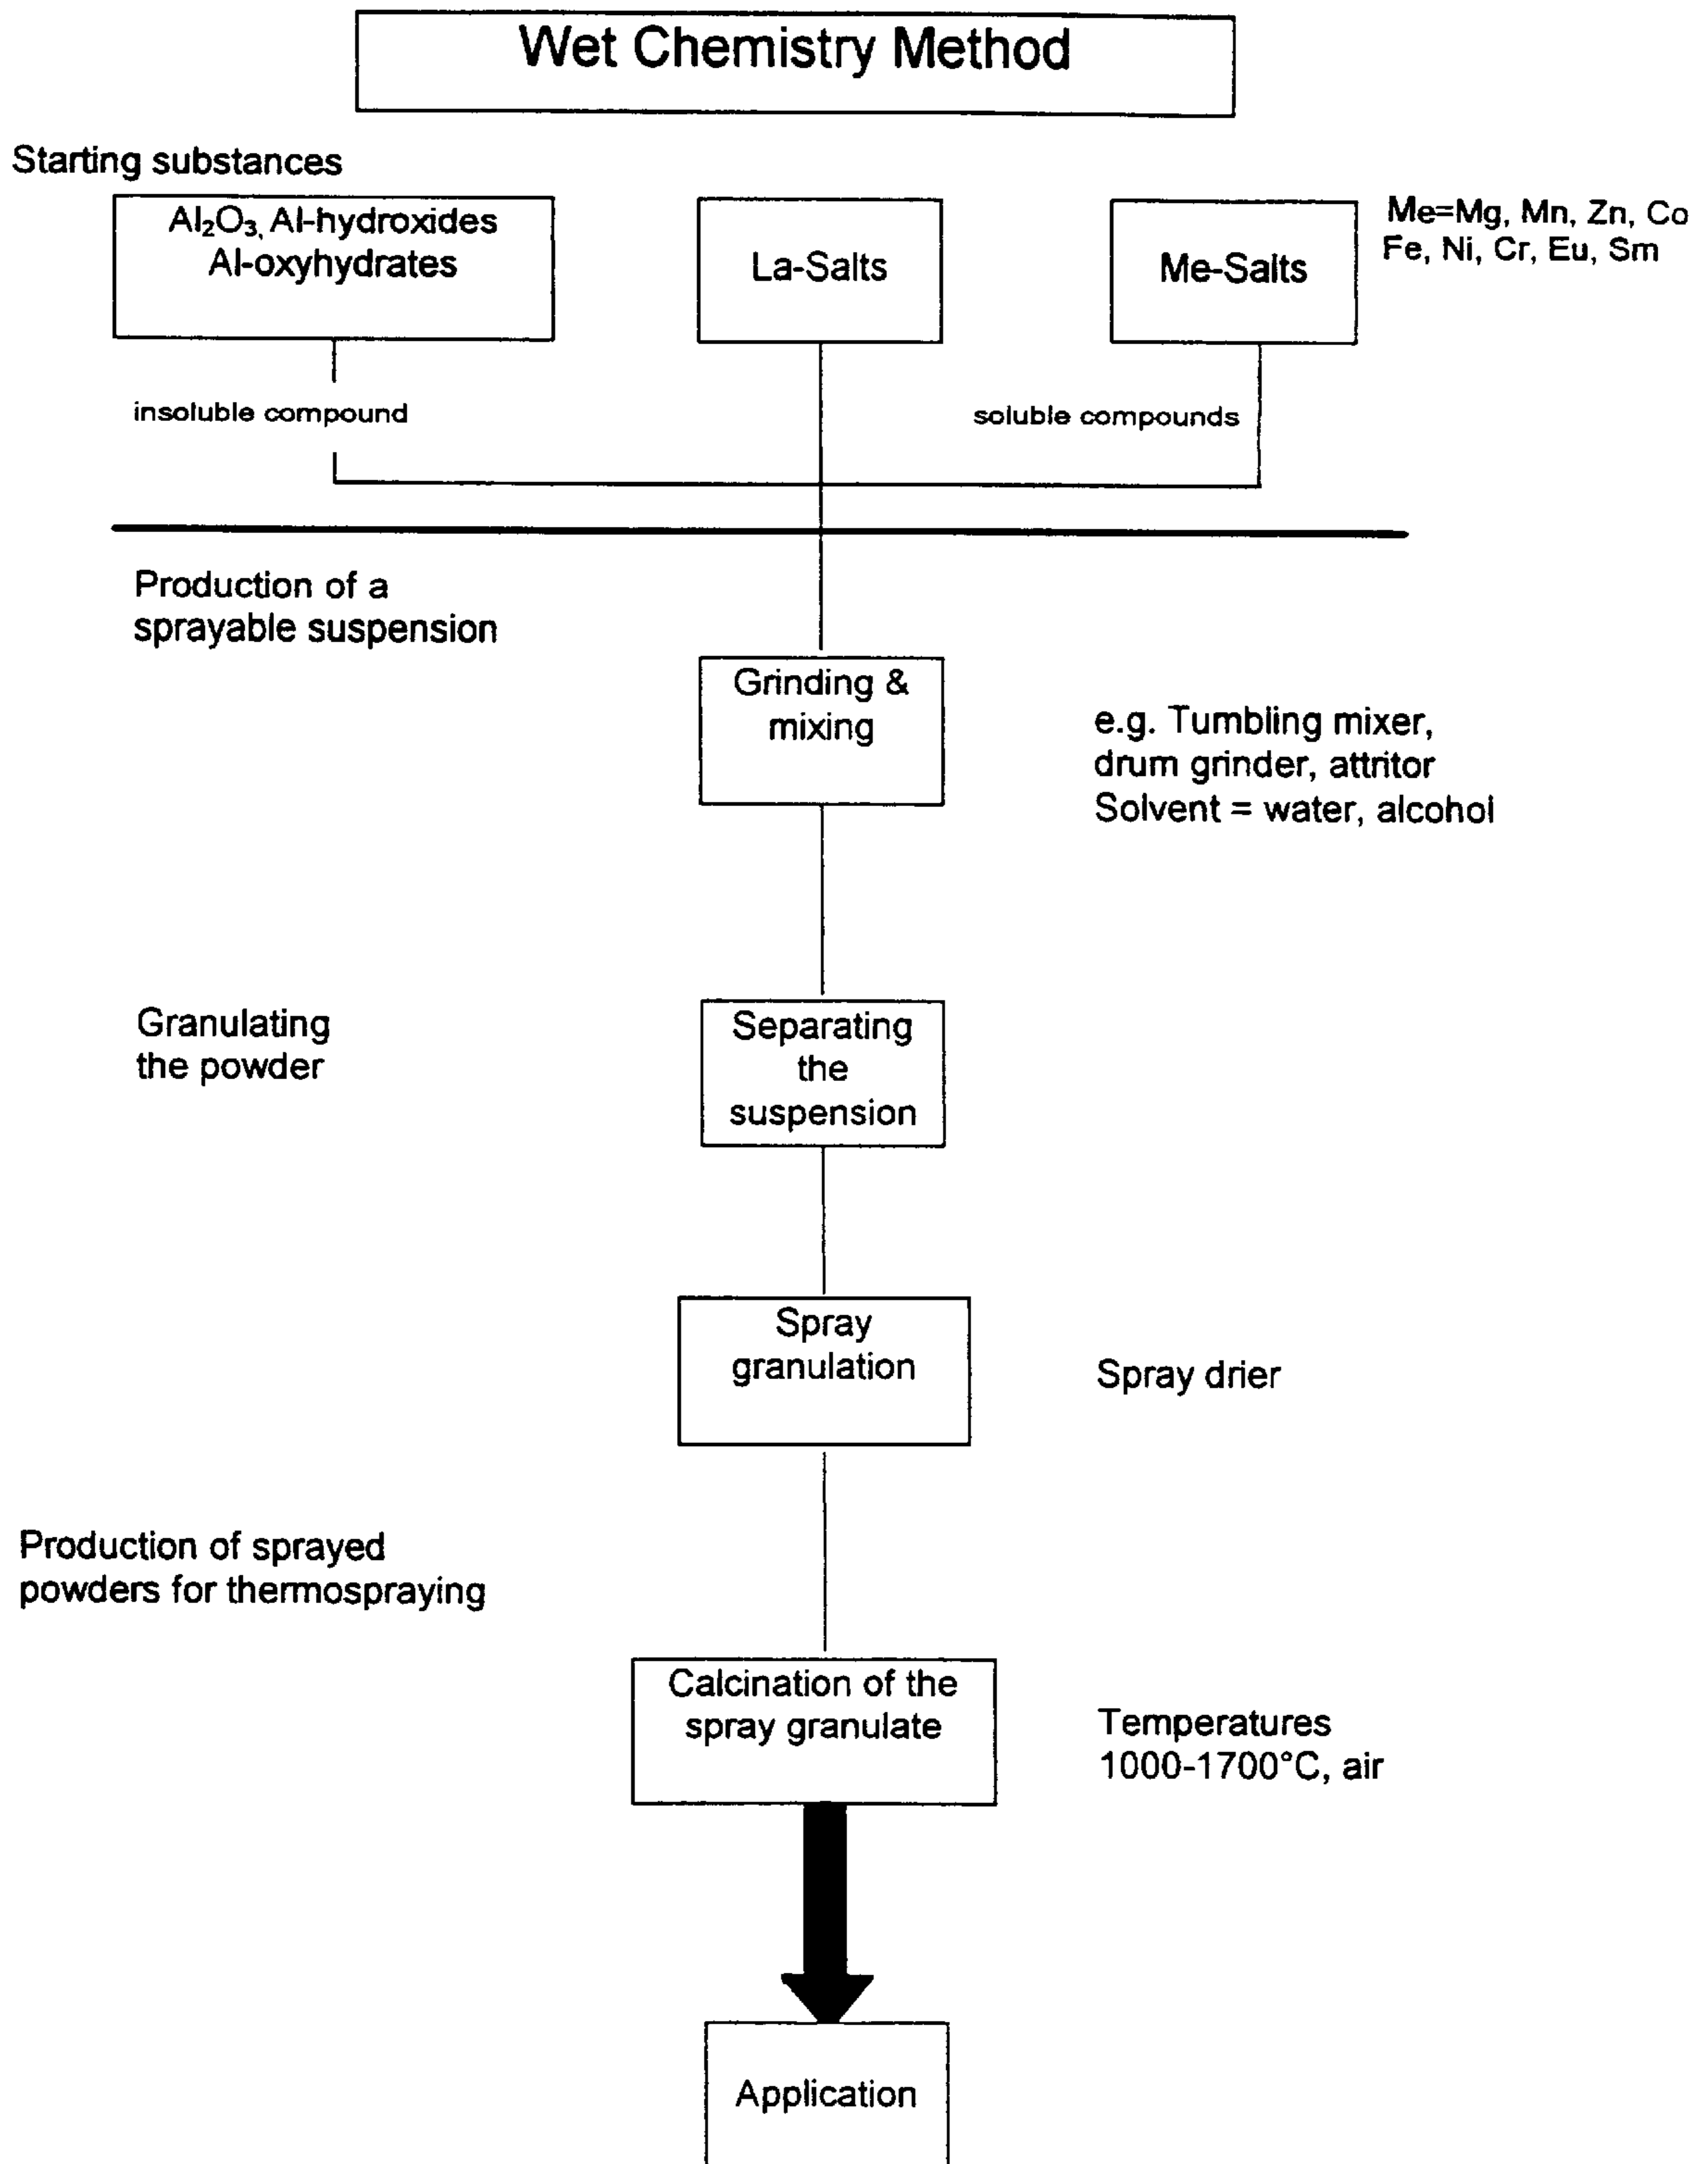 Wet Chemistry Method
Starting substances
Al₂O₃, Al-hydroxides
Al-oxyhydrates
La-Salts
Me-Salts
Me=Mg, Mn, Zn, Co
Fe, Ni, Cr, Eu, Sm
insoluble compound
soluble compounds
Production of a
sprayable suspension
Grinding &
mixing
e.g. Tumbling mixer,
drum grinder, attritor
Solvent = water, alcohol
Granulating
the powder
Separating
the
suspension
Spray
granulation
Spray drier
Production of sprayed
powders for thermospraying
Calcination of the
spray granulate
Temperatures
1000-1700°C, air
Application